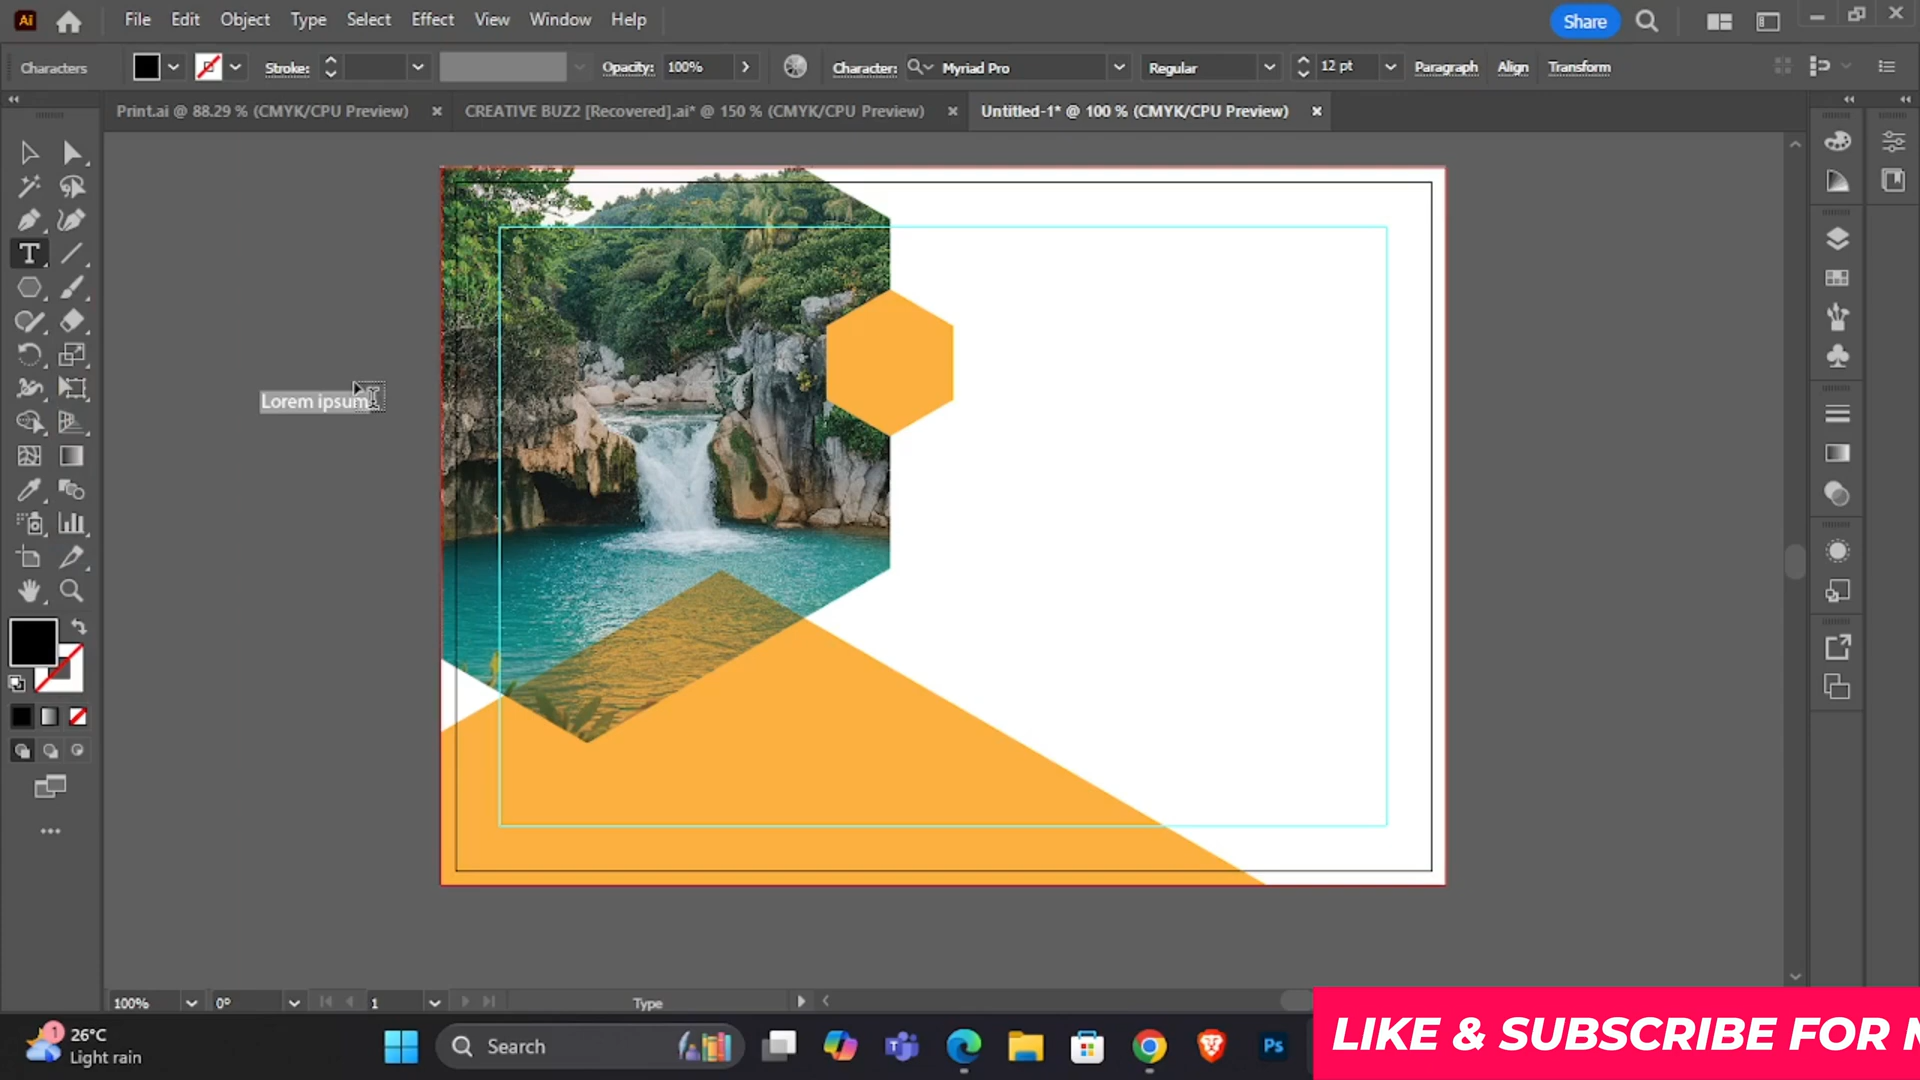 Ai File Edit Object Type Select Effect View Window Help Share
Characters Stroke: Opacity: 100% Character: Myriad Pro Regular 12 pt Paragraph Align Transform
Print.ai @ 88.29 % (CMYK/CPU Preview) × CREATIVE BUZ2 [Recovered].ai* @ 150 % (CMYK/CPU Preview) × Untitled-1* @ 100 % (CMYK/CPU Preview) ×
Lorem ipsum
100% 0° 1 Type
1 26°C
Light rain
Search
Ps
LIKE & SUBSCRIBE FOR M